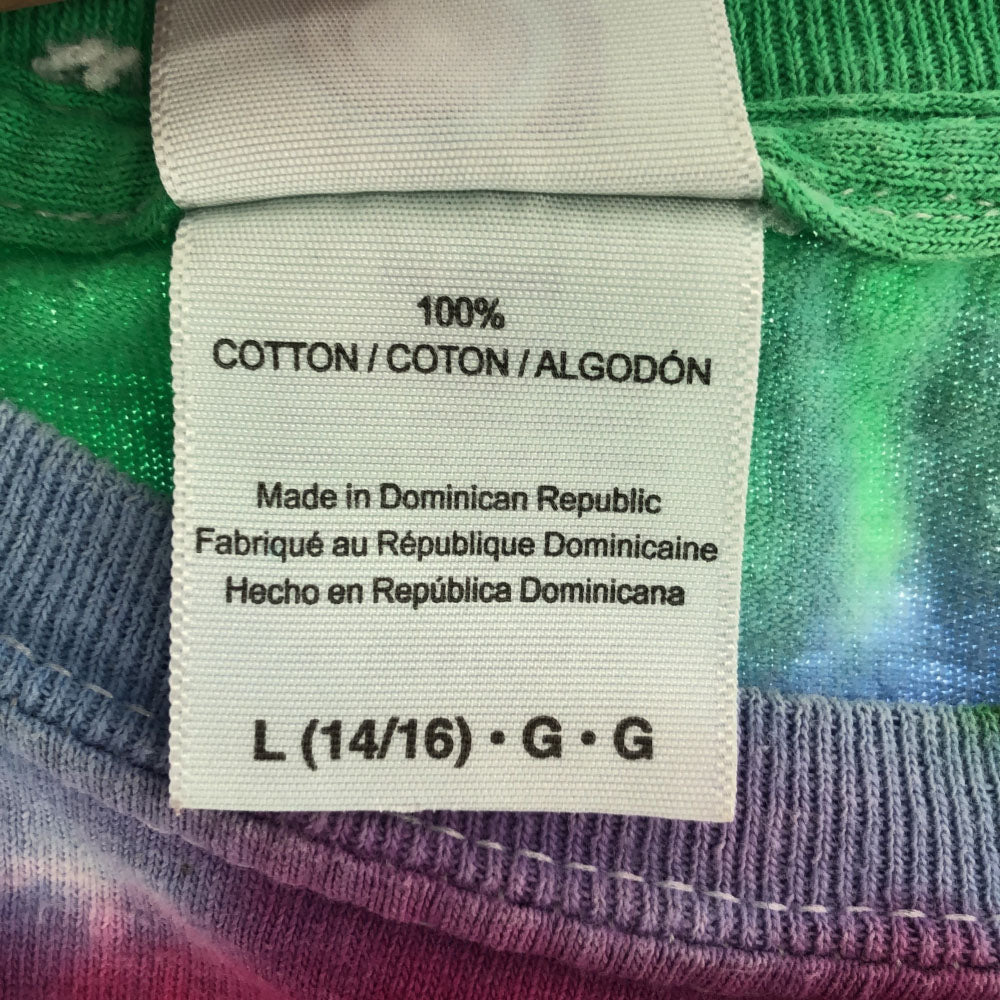 100%
COTTON / COTON / ALGODÓN
Made in Dominican Republic
Fabriqué au République Dominicaine
Hecho en República Dominicana
L (14/16) • G • G